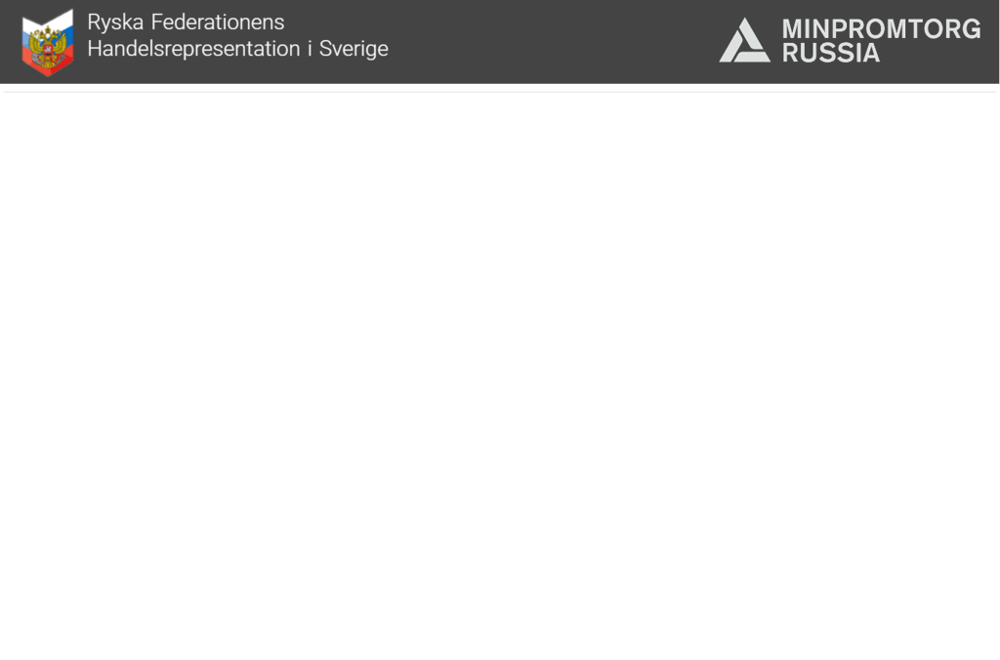 Ryska Federationens
Handelsrepresentation i Sverige
MINPROMTORG
RUSSIA